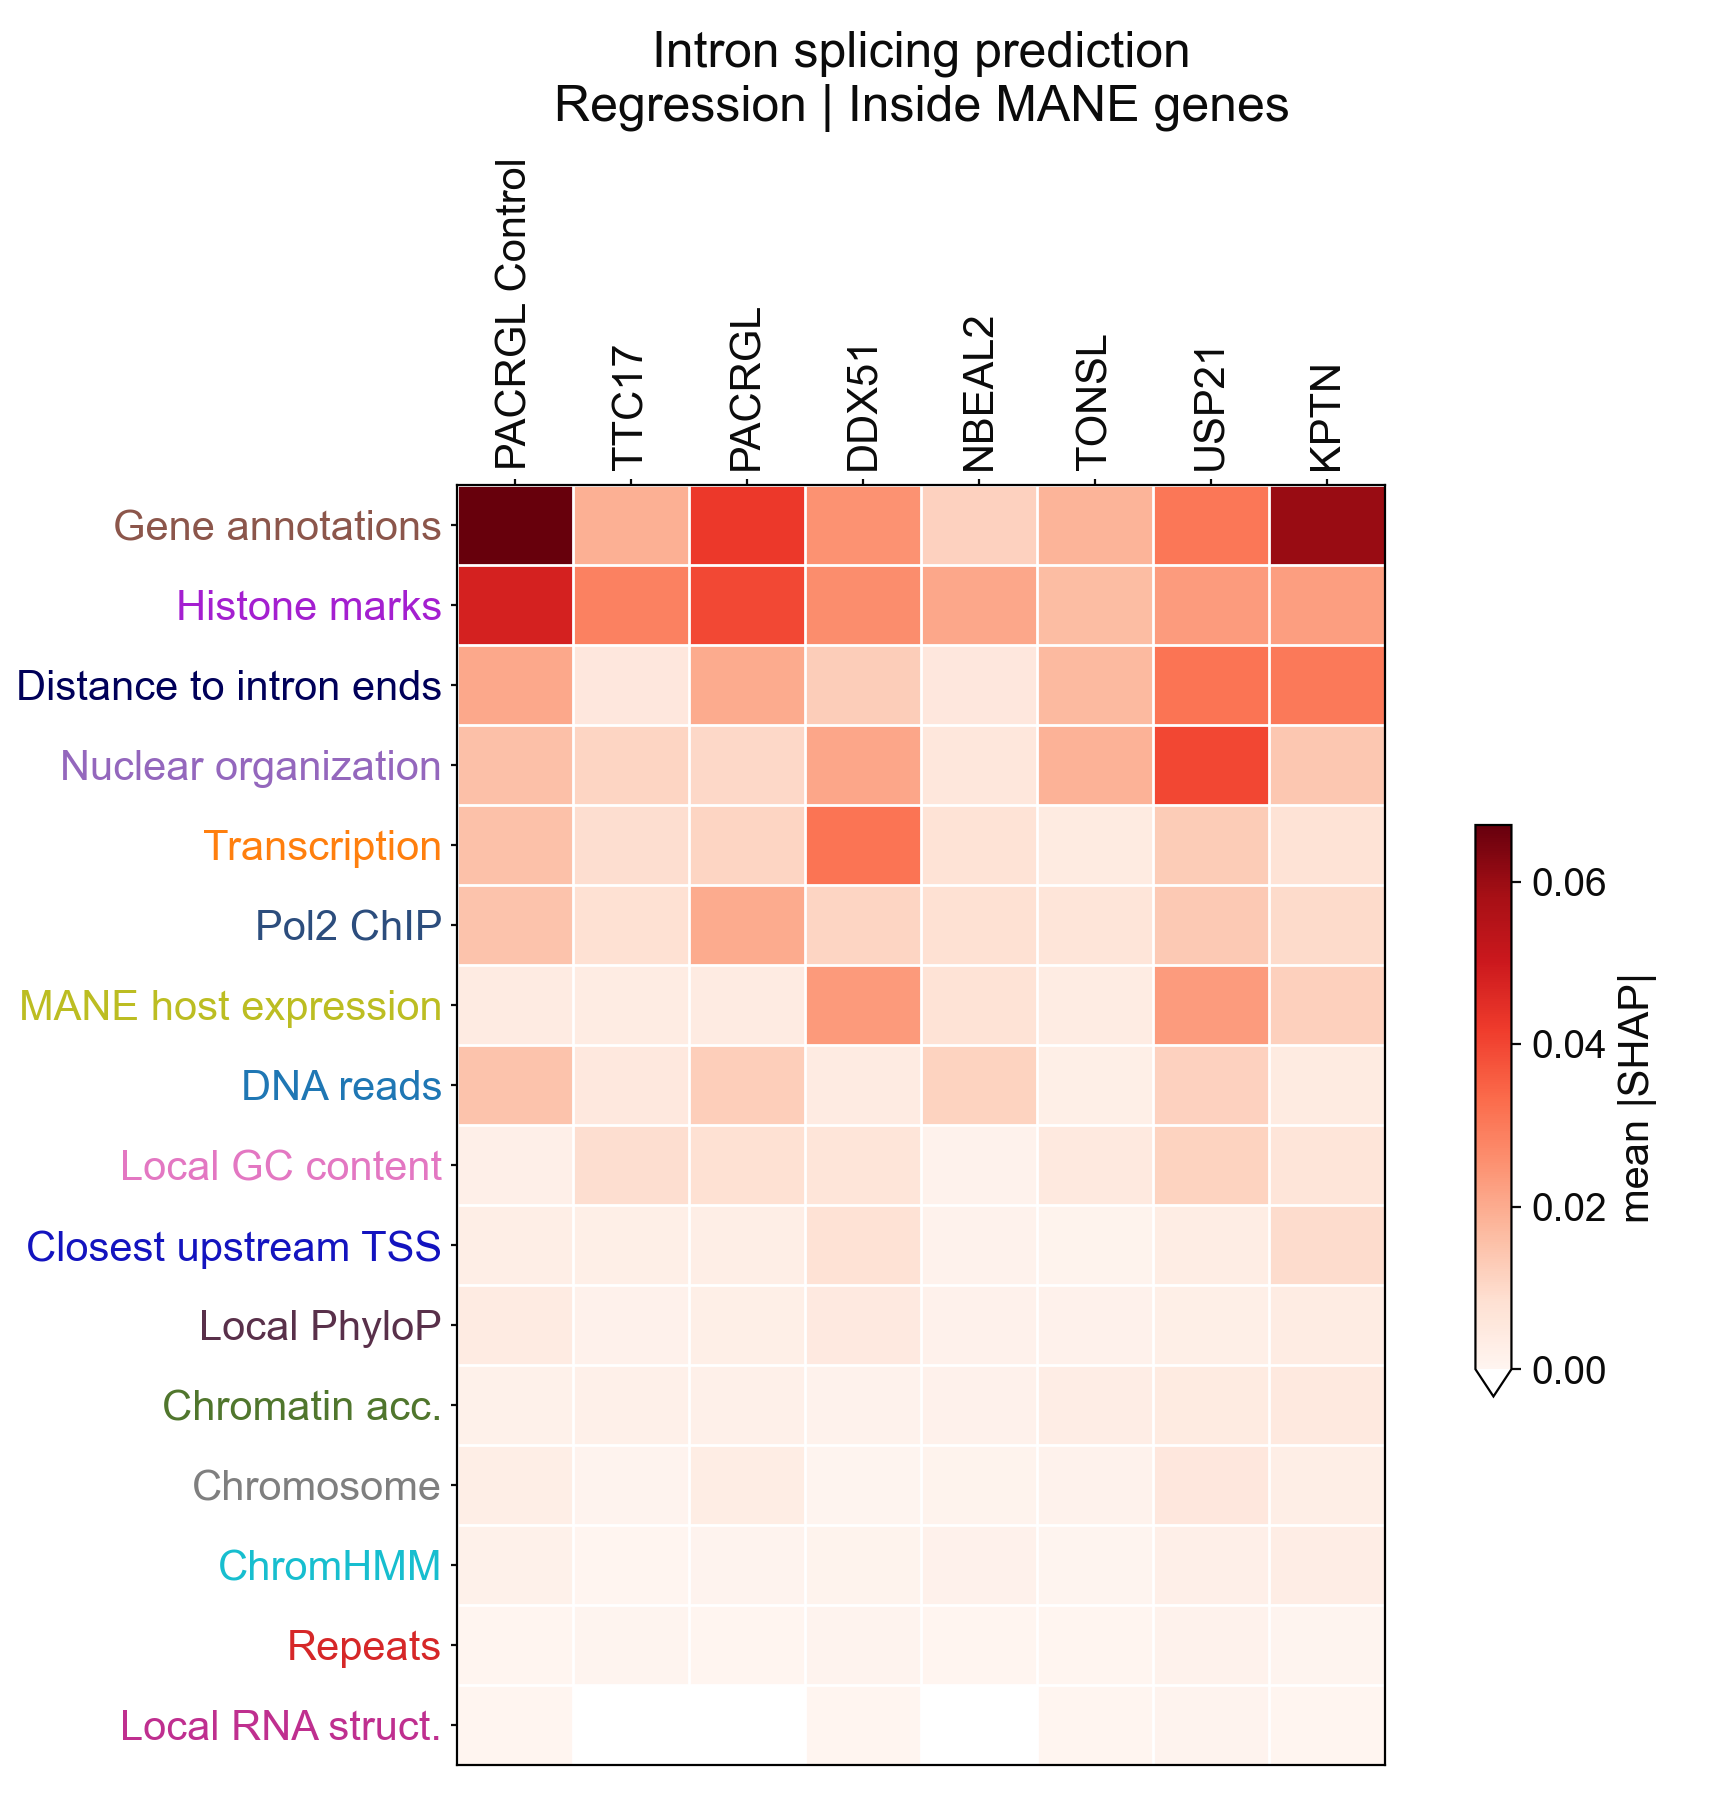 Intron splicing prediction
Regression | Inside MANE genes
PACRGL Control
TTC17
PACRGL
DDX51
NBEAL2
TONSL
USP21
KPTN
Gene annotations
Histone marks
Distance to intron ends
Nuclear organization
Transcription
Pol2 ChIP
MANE host expression
DNA reads
Local GC content
Closest upstream TSS
Local PhyloP
Chromatin acc.
Chromosome
ChromHMM
Repeats
Local RNA struct.
0.06
0.04
0.02
0.00
mean |SHAP|